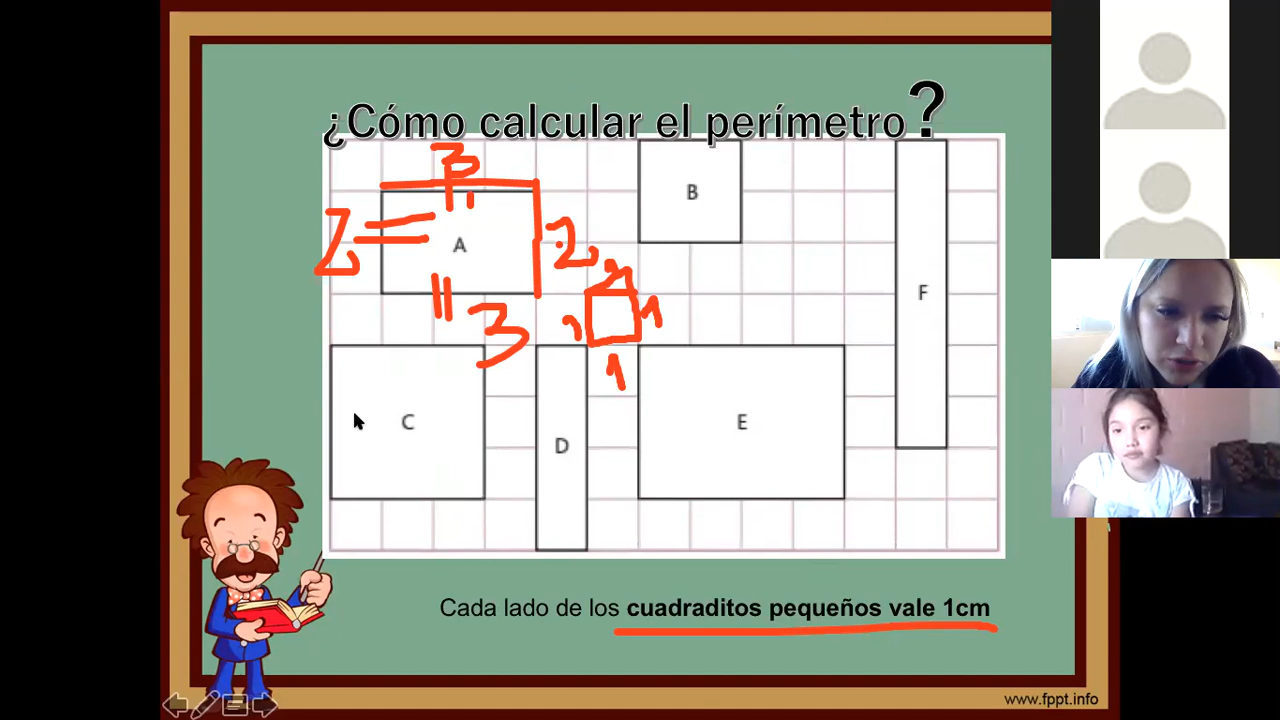 ¿Cómo calcular el perímetro?
3
B
2
A
2
F
1
1
1
3
1
C
E
D
Cada lado de los cuadraditos pequeños vale 1cm
www.fppt.info